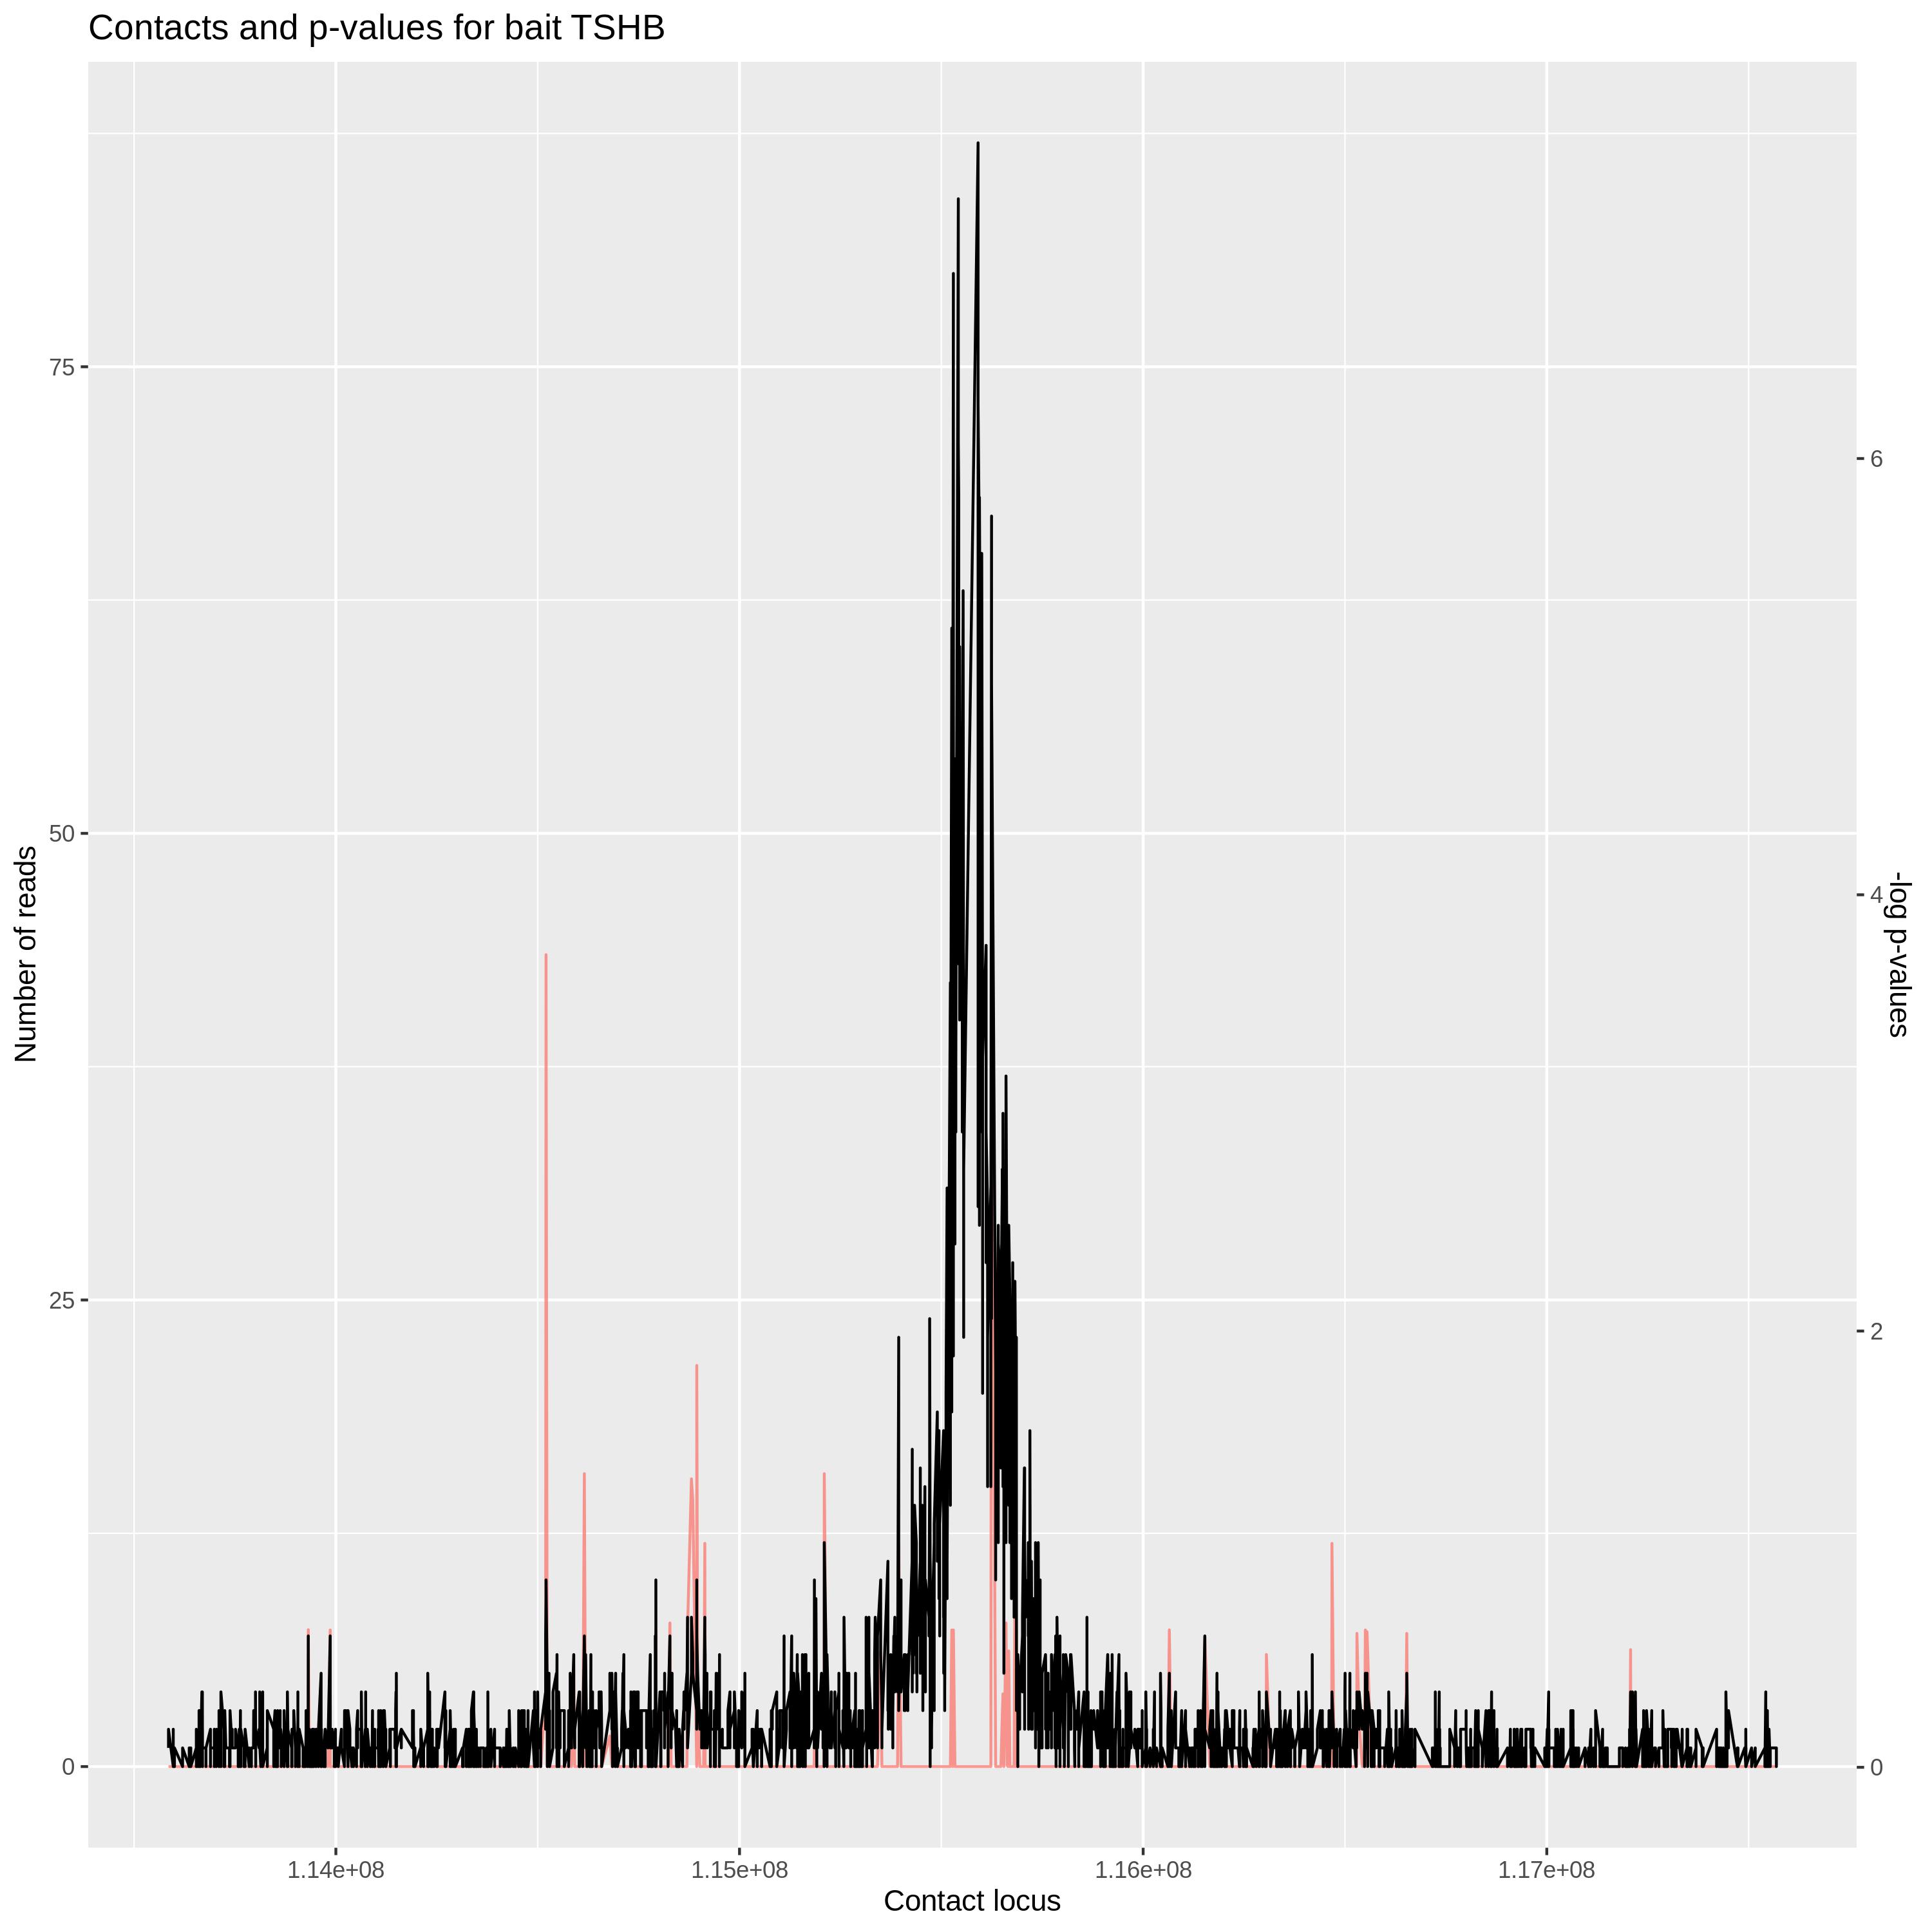 Contacts and p-values for bait TSHB
Number of reads
75
50
25
0
6
4
2
0
-log p-values
1.14e+08
1.15e+08
1.16e+08
1.17e+08
Contact locus